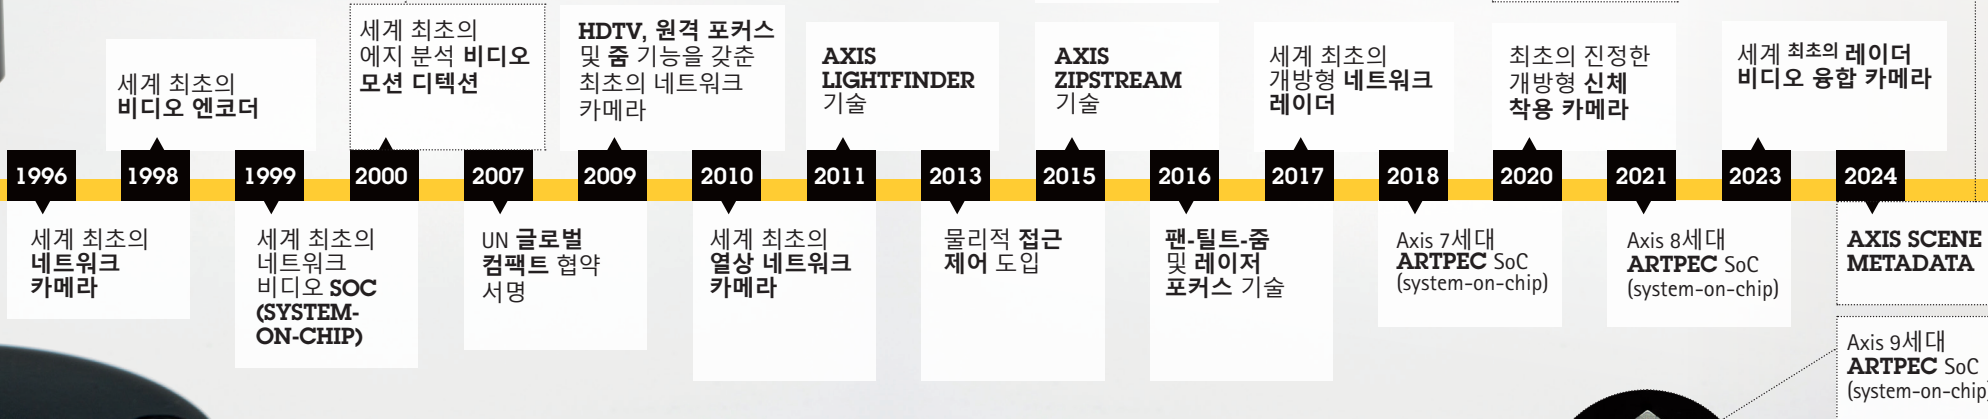 세계 최초의
비디오 엔코더
세계 최초의
에지 분석 비디오
모션 디텍션
HDTV, 원격 포커스
및 줌 기능을 갖춘
최초의 네트워크
카메라
AXIS
LIGHTFINDER
기술
AXIS
ZIPSTREAM
기술
세계 최초의
개방형 네트워크
레이더
최초의 진정한
개방형 신체
착용 카메라
세계 최초의 레이더
비디오 융합 카메라
1996 1998 1999 2000 2007 2009 2010 2011 2013 2015 2016 2017 2018 2020 2021 2023 2024
세계 최초의
네트워크
카메라
세계 최초의
네트워크
비디오 SOC
(SYSTEM-
ON-CHIP)
UN 글로벌
컴팩트 협약
서명
세계 최초의
열상 네트워크
카메라
물리적 접근
제어 도입
팬-틸트-줌
및 레이저
포커스 기술
Axis 7세대
ARTPEC SoC
(system-on-chip)
Axis 8세대
ARTPEC SoC
(system-on-chip)
AXIS SCENE
METADATA
Axis 9세대
ARTPEC SoC
(system-on-chip)